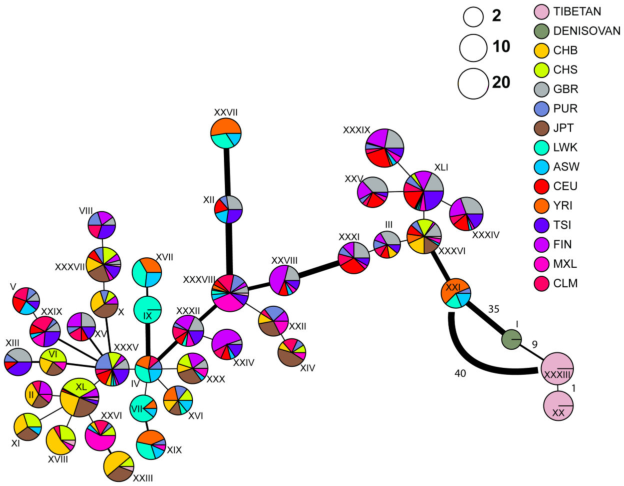 2
10
20
TIBETAN
DENISOVAN
CHB
CHS
GBR
PUR
JPT
LWK
ASW
CEU
YRI
TSI
FIN
MXL
CLM
XXVII
XXXIX
XLI
XXV
XXXIV
XII
VIII
III
XXXI
XXXVI
XVII
XXXVII
XXXVIII
XXVIII
XXI
35
I
V
X
IX
XXXII
XXII
9
XXIX
XV
XIII
VI
XXXV
IV
XXIV
XIV
40
XXXIII
1
XX
XL
XXX
II
VII
XVI
XXVI
XI
XVIII
XIX
XXIII